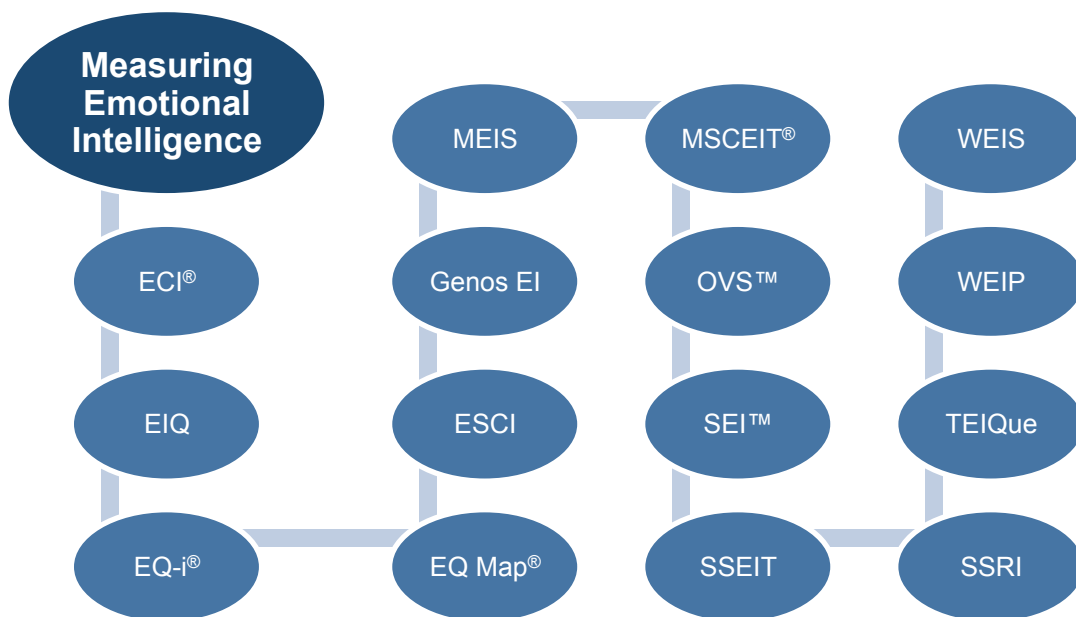 Measuring
Emotional
Intelligence
ECI®
EIQ
EQ-i®
EQ Map®
ESCI
Genos EI
MEIS
MSCEIT®
OVS™
SEI™
SSEIT
SSRI
TEIQue
WEIP
WEIS